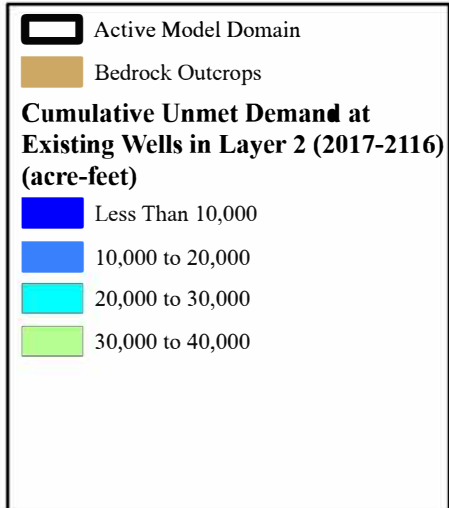 Active Model Domain
Bedrock Outcrops
Cumulative Unmet Demand at
Existing Wells in Layer 2 (2017-2116)
(acre-feet)
Less Than 10,000
10,000 to 20,000
20,000 to 30,000
30,000 to 40,000